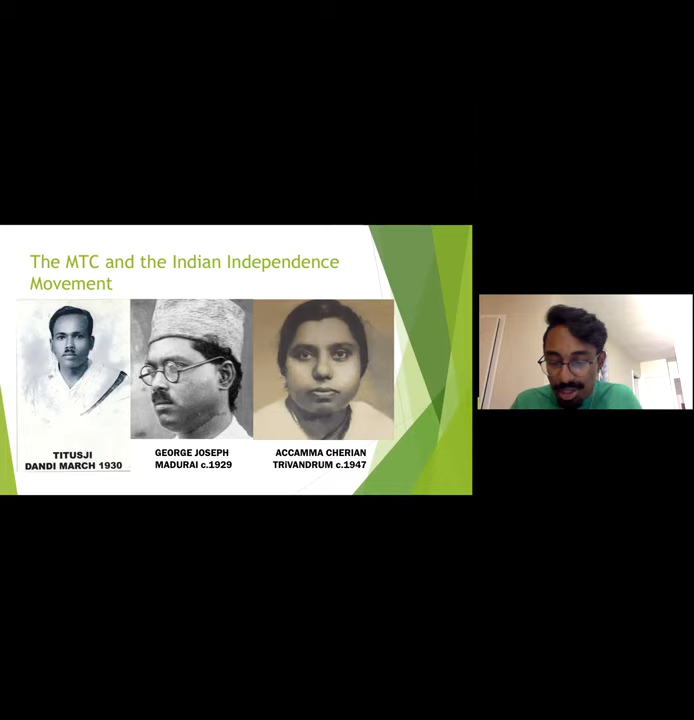 The MTC and the Indian Independence
Movement
TITUSJI
DANDI MARCH 1930
GEORGE JOSEPH
MADURAI c.1929
ACCAMMA CHERIAN
TRIVANDRUM c.1947